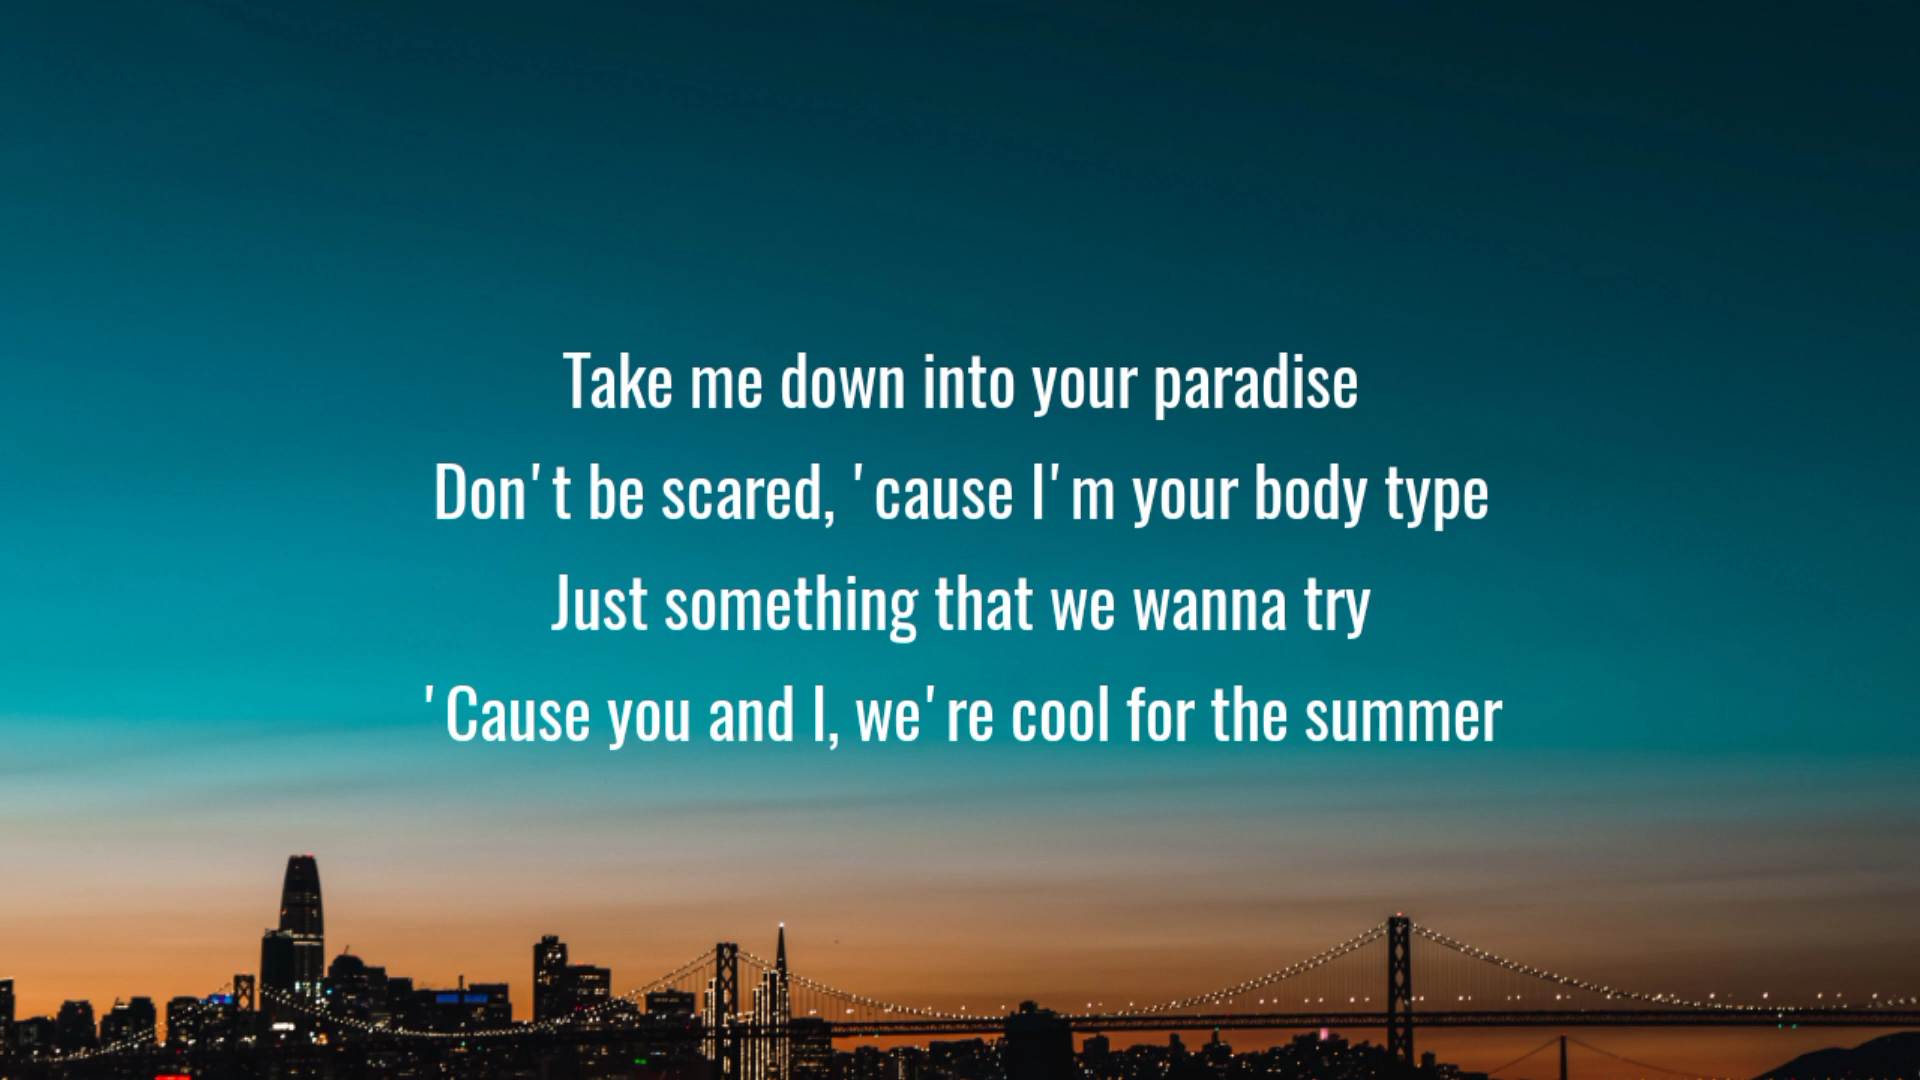 Take me down into your paradise
Don't be scared, 'cause I'm your body type
Just something that we wanna try
'Cause you and I, we're cool for the summer